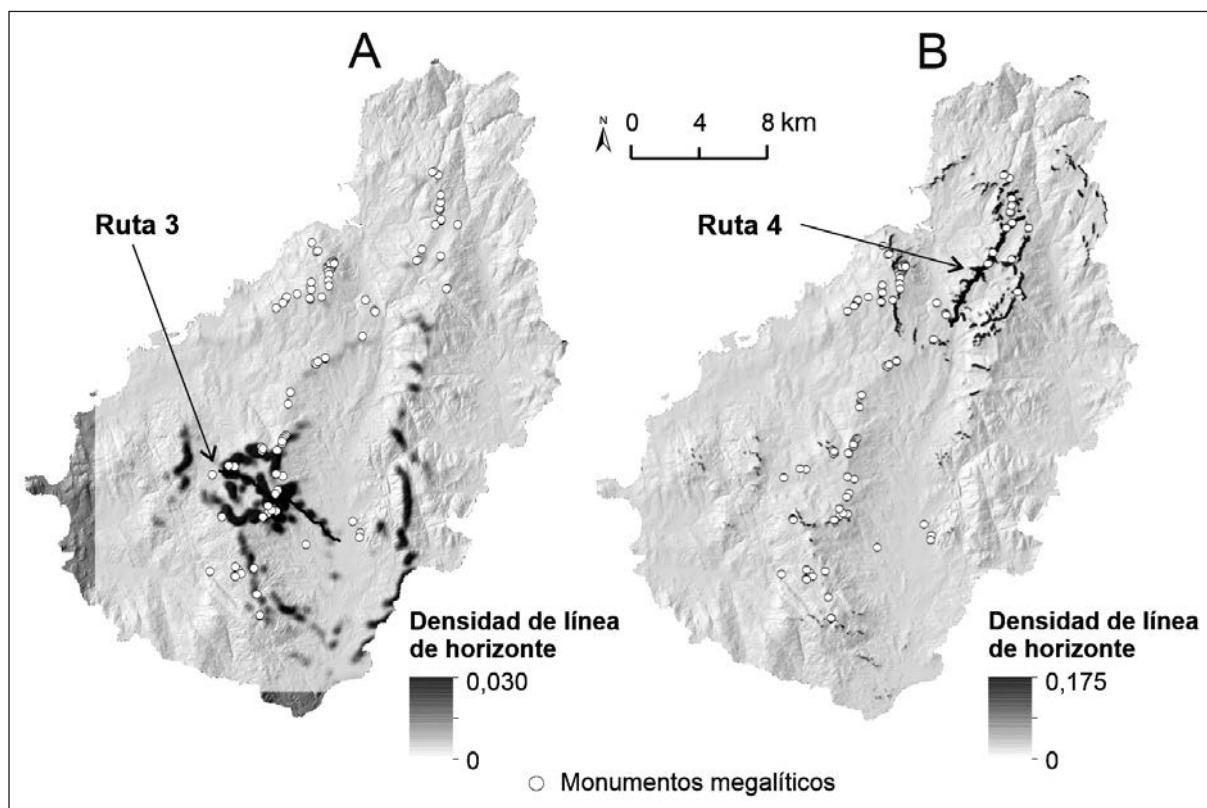 A
B
N
0 4 8 km
Ruta 3
Ruta 4
Densidad de línea
de horizonte
0,030
0
Densidad de línea
de horizonte
0,175
0
Monumentos megalíticos